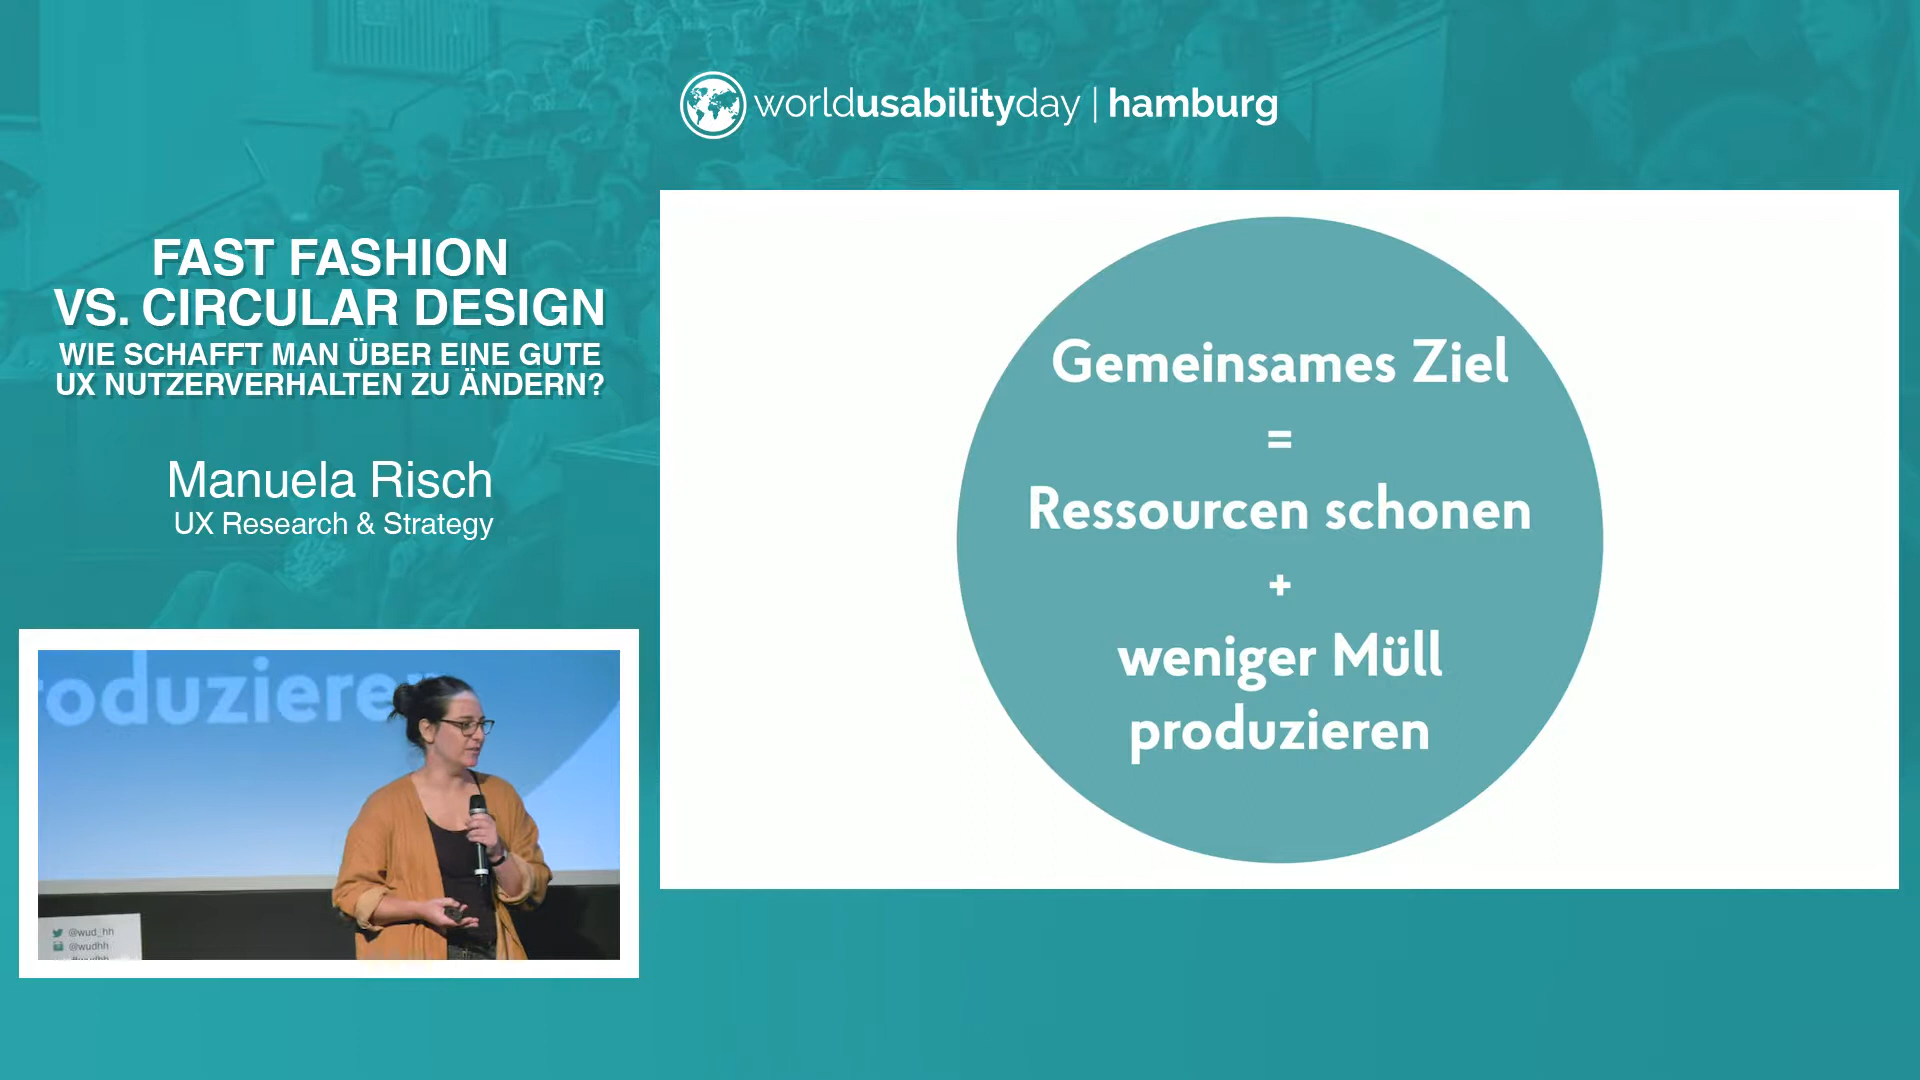 worldusabilityday | hamburg
FAST FASHION
VS. CIRCULAR DESIGN
WIE SCHAFFT MAN ÜBER EINE GUTE
UX NUTZERVERHALTEN ZU ÄNDERN?
Manuela Risch
UX Research & Strategy
Gemeinsames Ziel
=
Ressourcen schonen
+
weniger Müll
produzieren
roduzieren
@wud_hh
@wudhh